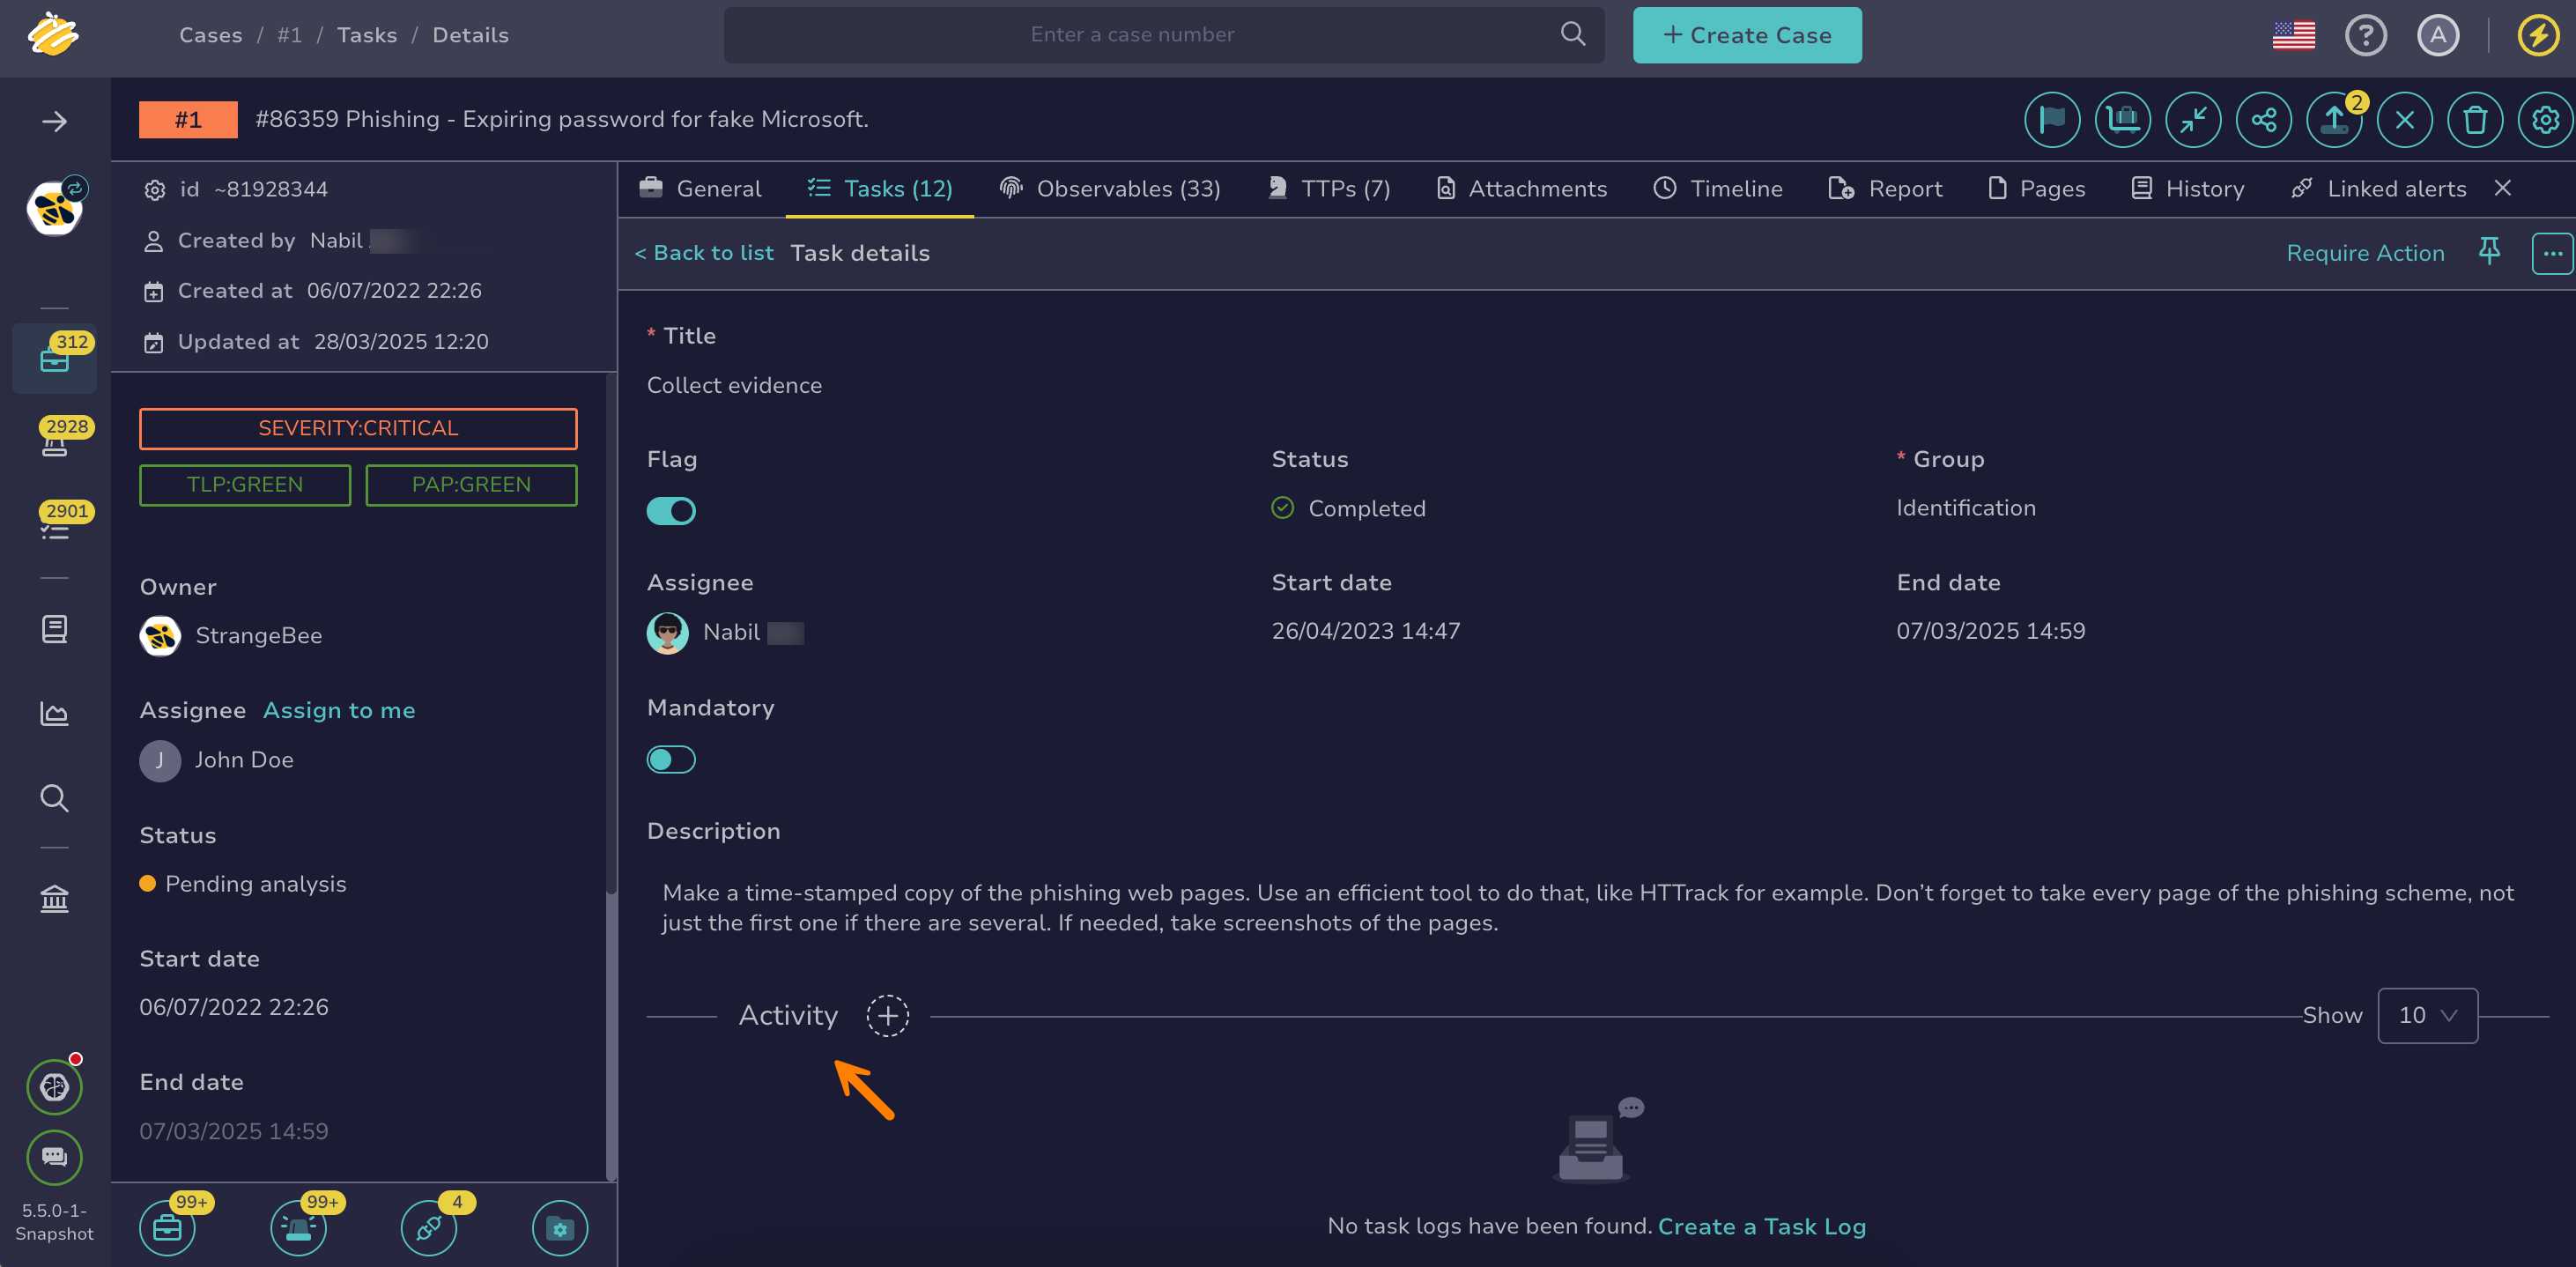 Cases / #1 / Tasks / Details
Enter a case number
+ Create Case
A
#1
#86359 Phishing - Expiring password for fake Microsoft.
2
id ~81928344
Created by Nabil
Created at 06/07/2022 22:26
Updated at 28/03/2025 12:20
312
2928
2901
SEVERITY:CRITICAL
TLP:GREEN
PAP:GREEN
Owner
StrangeBee
Assignee Assign to me
J
John Doe
Status
Pending analysis
Start date
06/07/2022 22:26
End date
07/03/2025 14:59
99+
99+
4
5.5.0-1-
Snapshot
General
Tasks (12)
Observables (33)
TTPs (7)
Attachments
Timeline
Report
Pages
History
Linked alerts
< Back to list
Task details
Require Action
* Title
Collect evidence
Flag
Status
Completed
* Group
Identification
Assignee
Nabil
Start date
26/04/2023 14:47
End date
07/03/2025 14:59
Mandatory
Description
Make a time-stamped copy of the phishing web pages. Use an efficient tool to do that, like HTTrack for example. Don’t forget to take every page of the phishing scheme, not
just the first one if there are several. If needed, take screenshots of the pages.
Activity
Show
10
No task logs have been found. Create a Task Log